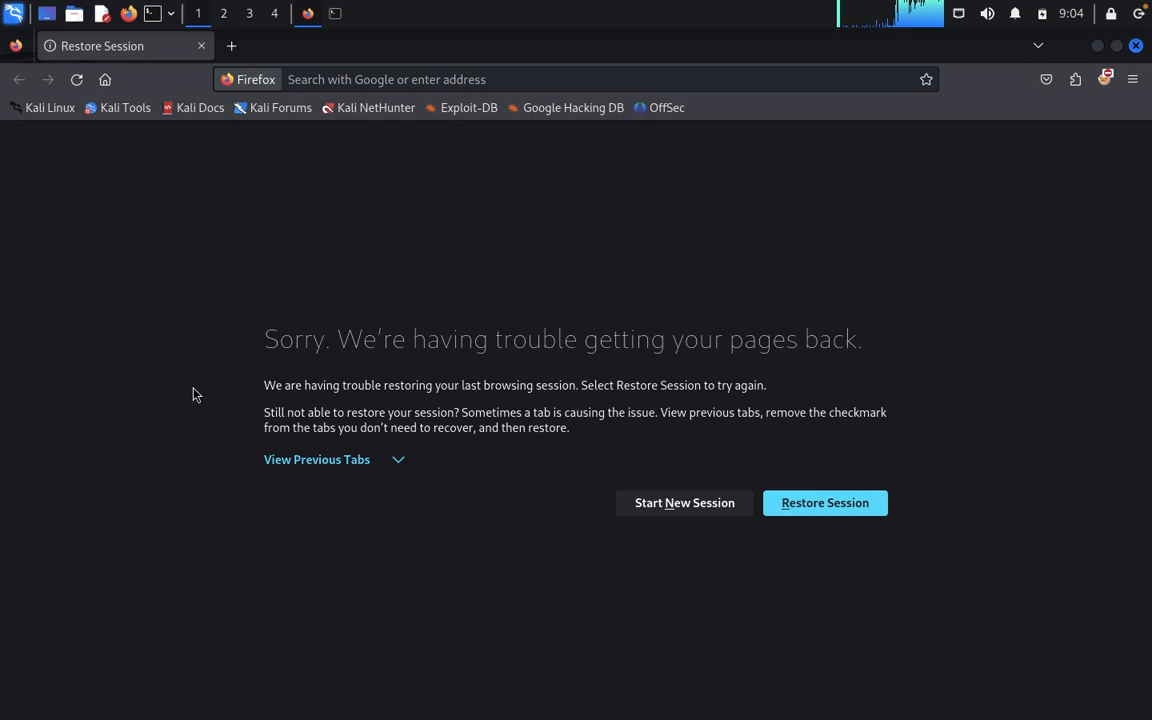 1 2 3 4 9:04
Restore Session
Firefox Search with Google or enter address
Kali Linux Kali Tools Kali Docs Kali Forums Kali NetHunter Exploit-DB Google Hacking DB OffSec
Sorry. We're having trouble getting your pages back.
We are having trouble restoring your last browsing session. Select Restore Session to try again.
Still not able to restore your session? Sometimes a tab is causing the issue. View previous tabs, remove the checkmark
from the tabs you don't need to recover, and then restore.
View Previous Tabs
Start New Session Restore Session